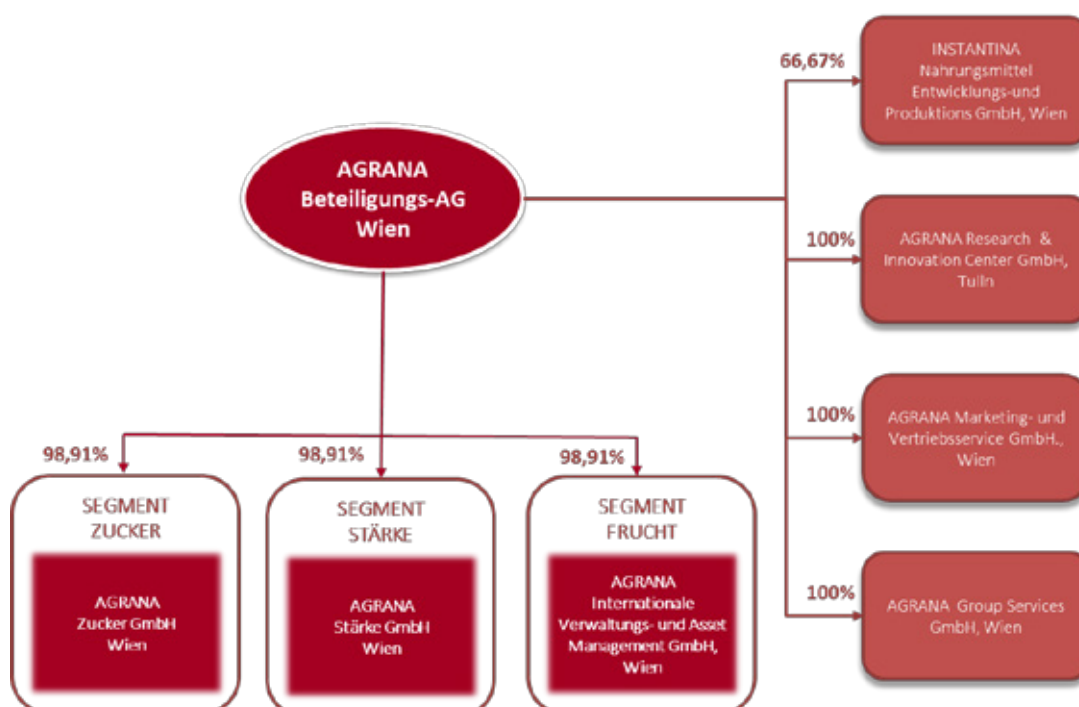 66,67%
INSTANTINA
Nahrungsmittel
Entwicklungs-und
Produktions GmbH, Wien
AGRANA
Beteiligungs-AG
Wien
100%
AGRANA Research &
Innovation Center GmbH,
Tulln
100%
AGRANA Marketing- und
Vertriebsservice GmbH.,
Wien
98,91%
98,91%
98,91%
SEGMENT
ZUCKER
AGRANA
Zucker GmbH
Wien
SEGMENT
STÄRKE
AGRANA
Stärke GmbH
Wien
SEGMENT
FRUCHT
AGRANA
Internationale
Verwaltungs- und Asset
Management GmbH,
Wien
100%
AGRANA Group Services
GmbH, Wien